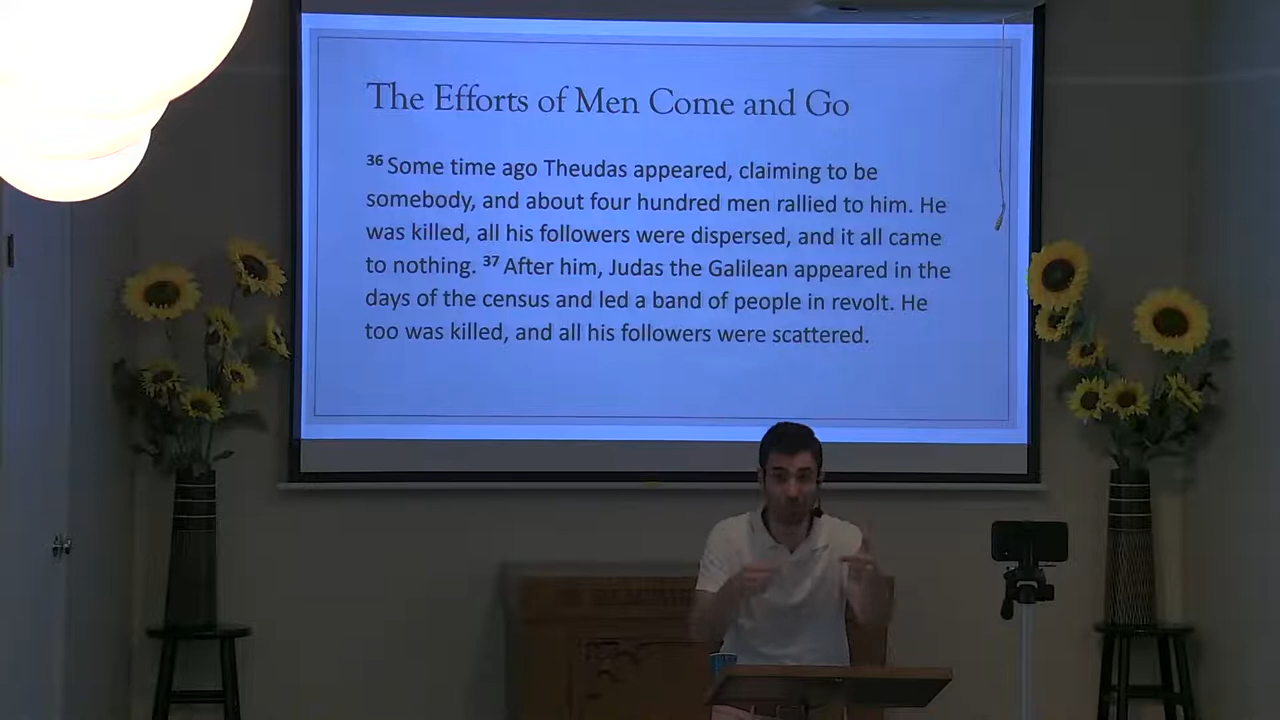 The Efforts of Men Come and Go
36 Some time ago Theudas appeared, claiming to be
somebody, and about four hundred men rallied to him. He
was killed, all his followers were dispersed, and it all came
to nothing. 37 After him, Judas the Galilean appeared in the
days of the census and led a band of people in revolt. He
too was killed, and all his followers were scattered.